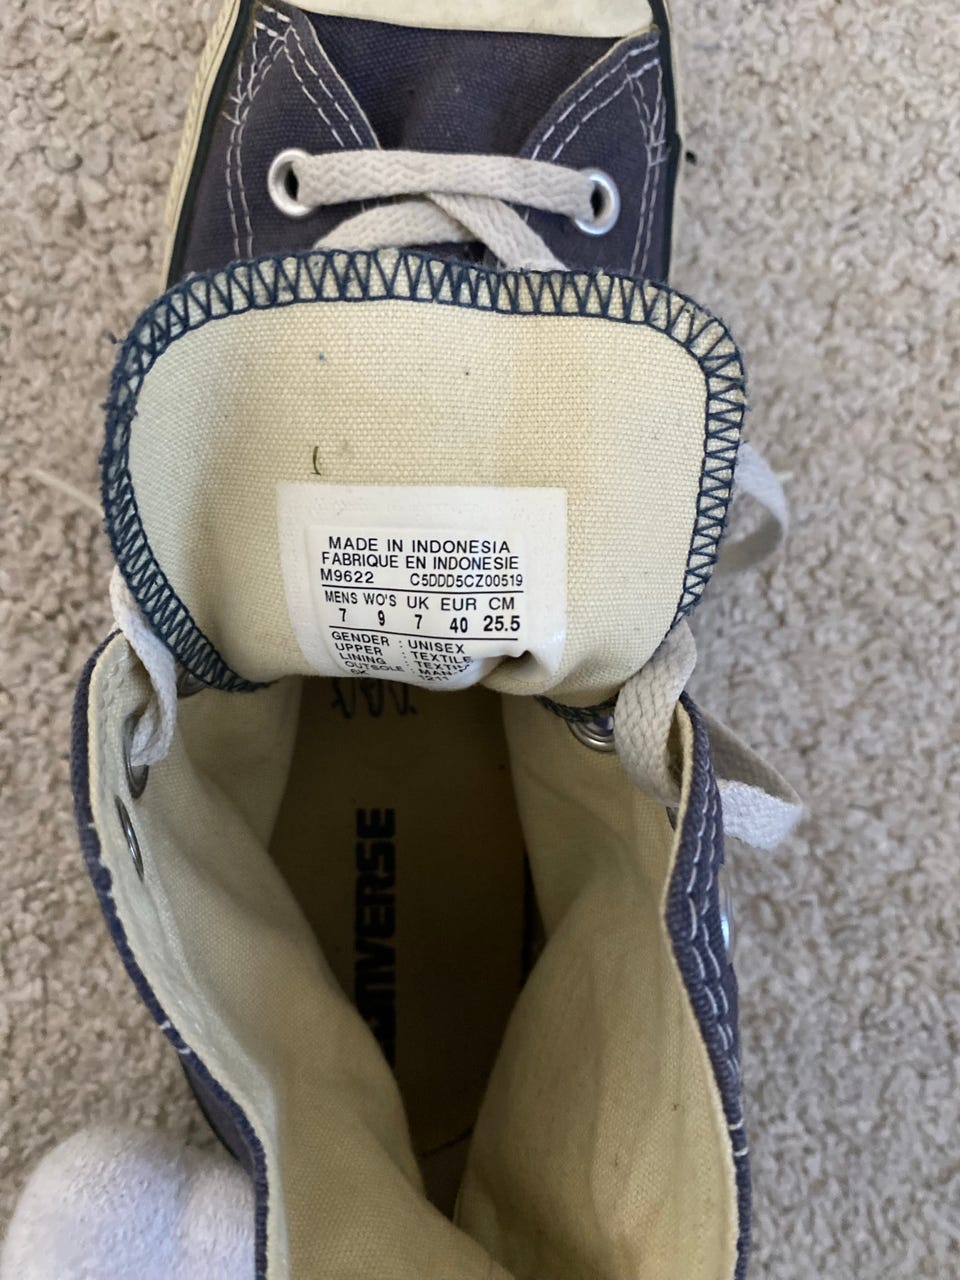 MADE IN INDONESIA
FABRIQUE EN INDONESIE
M9622 C5DDD5CZ00519
MENS WO'S UK EUR CM
7 9 7 40 25.5
GENDER : UNISEX
UPPER : TEXTILE
LINING :
OUTSOLE :
CONVERSE